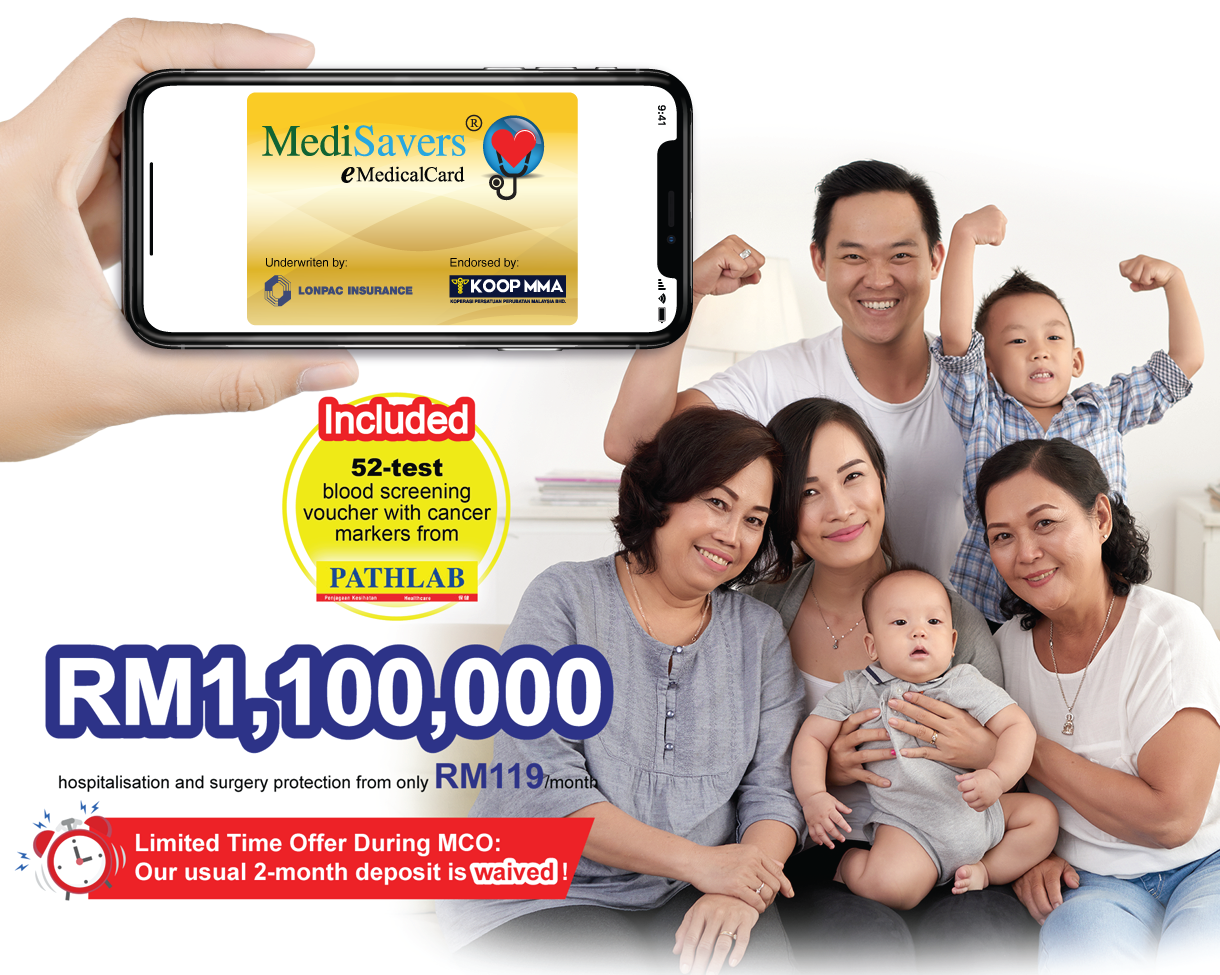 9:41
MediSavers®
eMedicalCard
Underwriten by:
LONPAC INSURANCE
Endorsed by:
KOOP MMA
KOPERASI PERSATUAN PERUBATAN MALAYSIA BHD.
Included
52-test
blood screening
voucher with cancer
markers from
PATHLAB
Penjagaan Kesihatan Healthcare
RM1,100,000
hospitalisation and surgery protection from only RM119/month
Limited Time Offer During MCO:
Our usual 2-month deposit is waived !